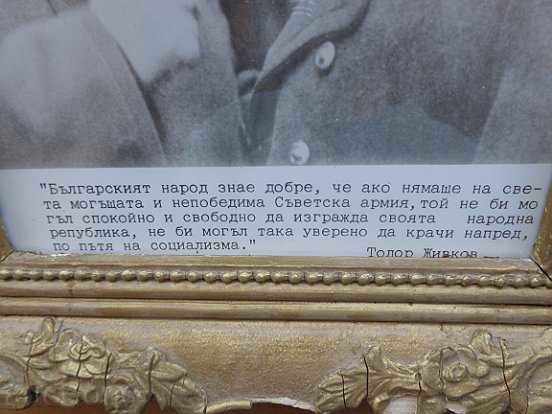 "Българският народ знае добре, че ако нямаше на све-
та могъщата и непобедима Съветска армия, той не би мо
гъл спокойно и свободно да изгражда своята народна
република, не би могъл така уверено да крачи напред,
по пътя на социализма."
Тодор Живков